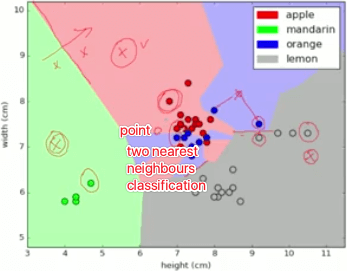 10
9
8
7
6
5
3 4 5 6 7 8 9 10 11
width (cm)
height (cm)
apple
mandarin
orange
lemon
point
two nearest
neighbours
classification